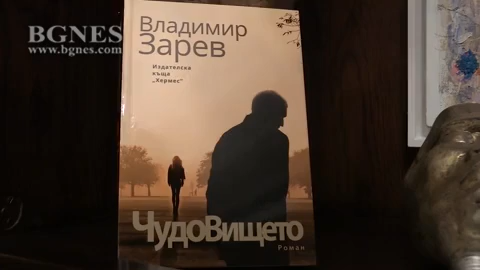 BGNES
www.bgnes.com
Владимир
Зарев
Издателска
къща
„Хермес“
ЧудоВището
Роман